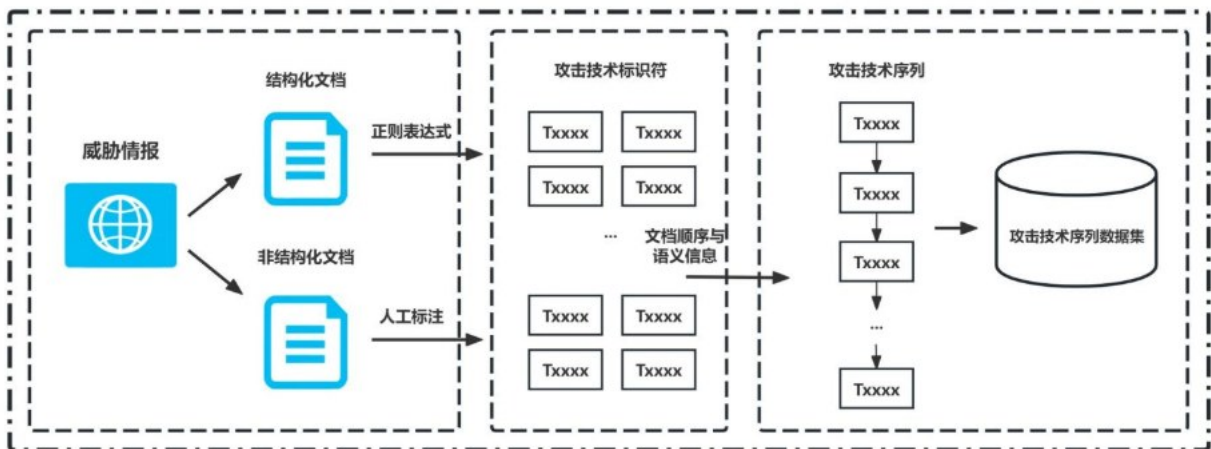 威胁情报
结构化文档
正则表达式
非结构化文档
人工标注
攻击技术标识符
Txxxx Txxxx
Txxxx Txxxx
...
Txxxx Txxxx
Txxxx Txxxx
文档顺序与
语义信息
攻击技术序列
Txxxx
Txxxx
Txxxx
...
Txxxx
攻击技术序列数据集